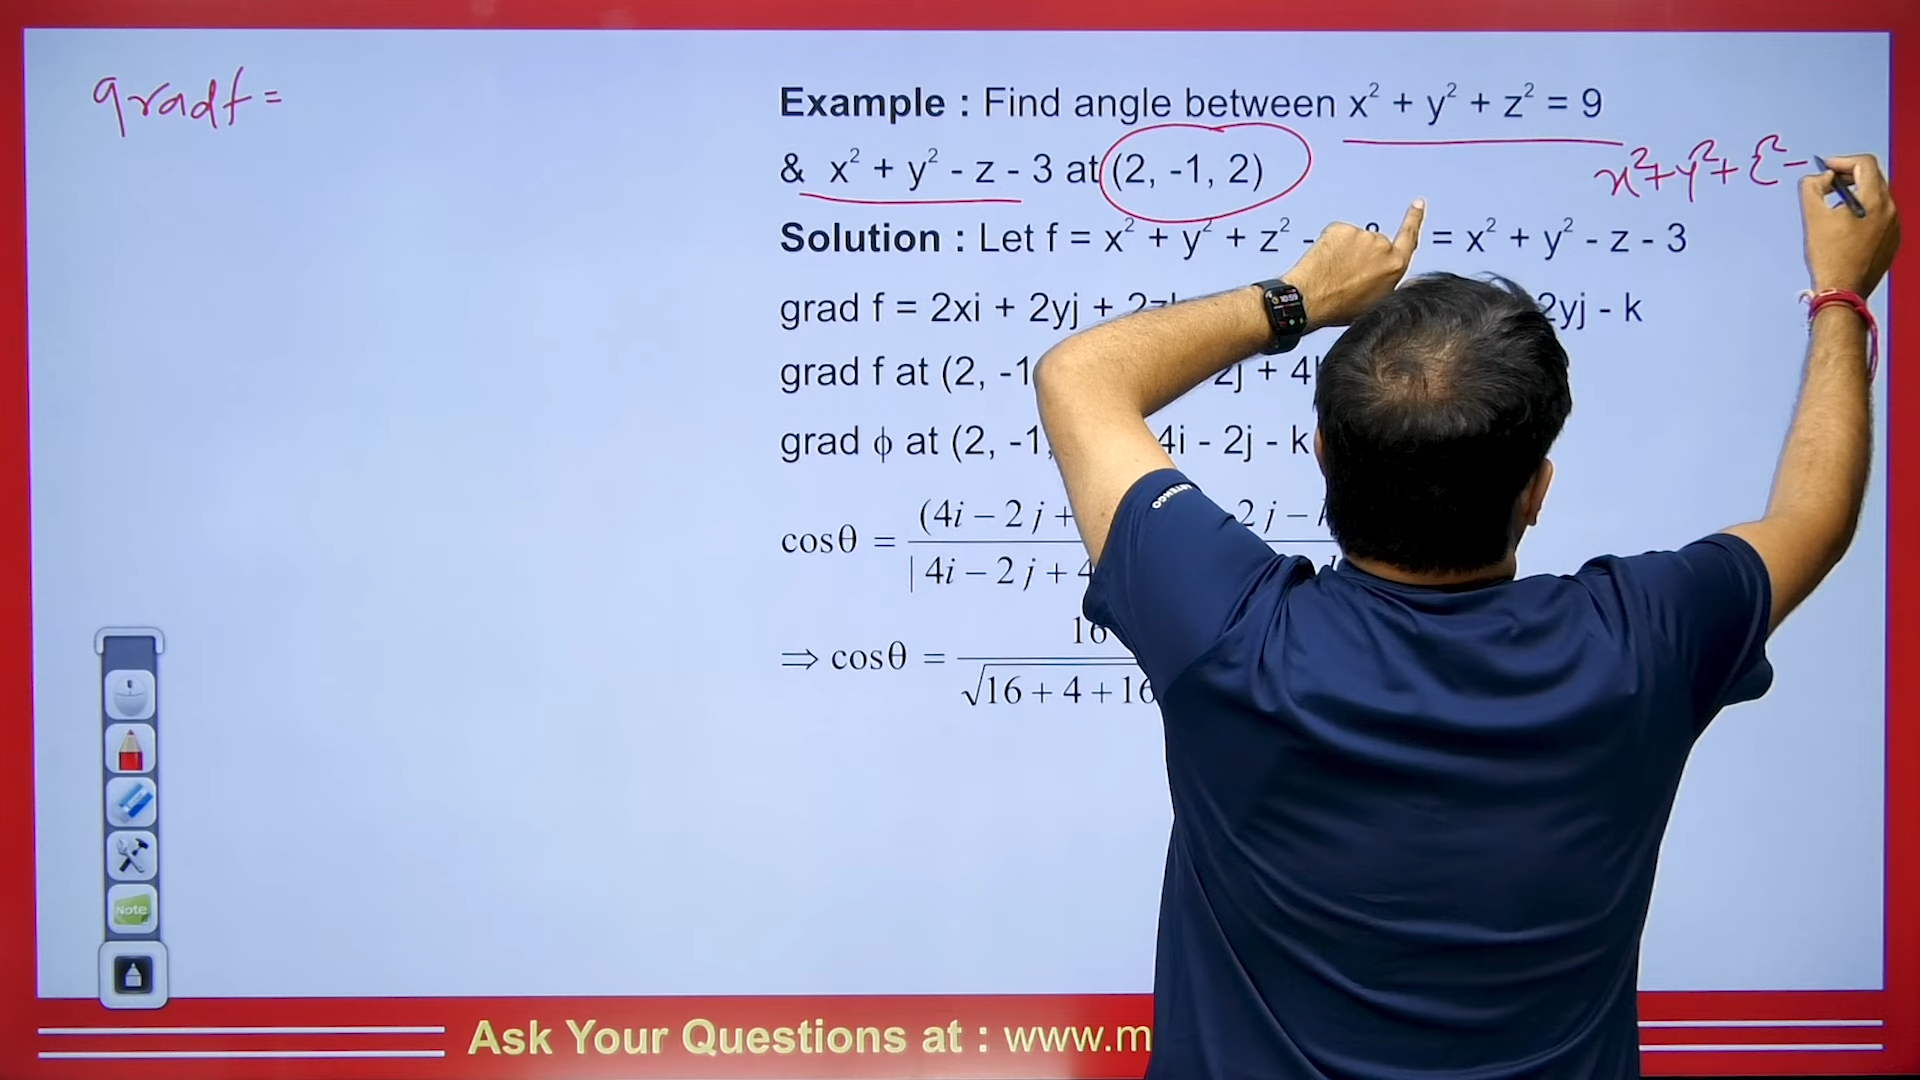 gradf =
Example : Find angle between x² + y² + z² = 9
& x² + y² - z - 3 at (2, -1, 2)
x²+y²+z²-
Solution : Let f = x² + y² + z² - = x² + y² - z - 3
grad f = 2xi + 2yj + 2yj - k
grad f at (2, -1 2j + 4
grad ϕ at (2, -1, 4i - 2j - k
cosθ = (4i - 2j + 2j -
| 4i - 2j + 4
⇒ cosθ = 16
√16 + 4 + 16
Note
Ask Your Questions at : www.m